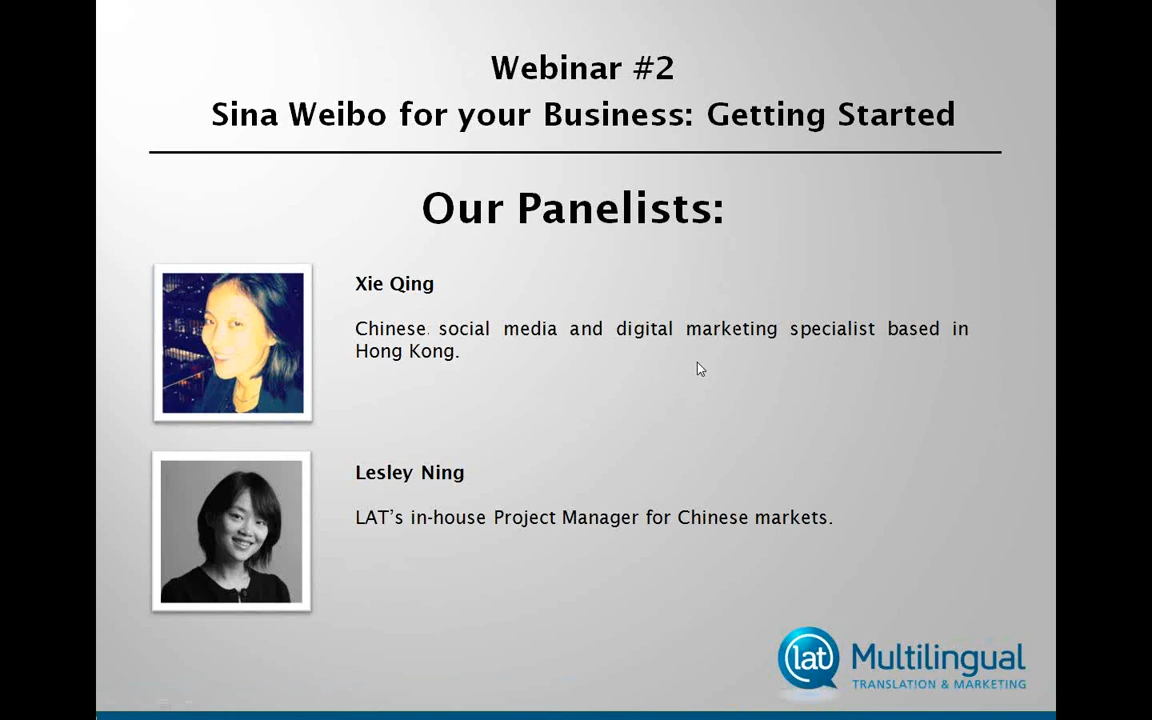 Webinar #2
Sina Weibo for your Business: Getting Started
Our Panelists:
Xie Qing
Chinese social media and digital marketing specialist based in
Hong Kong.
Lesley Ning
LAT’s in-house Project Manager for Chinese markets.
lat Multilingual
TRANSLATION & MARKETING